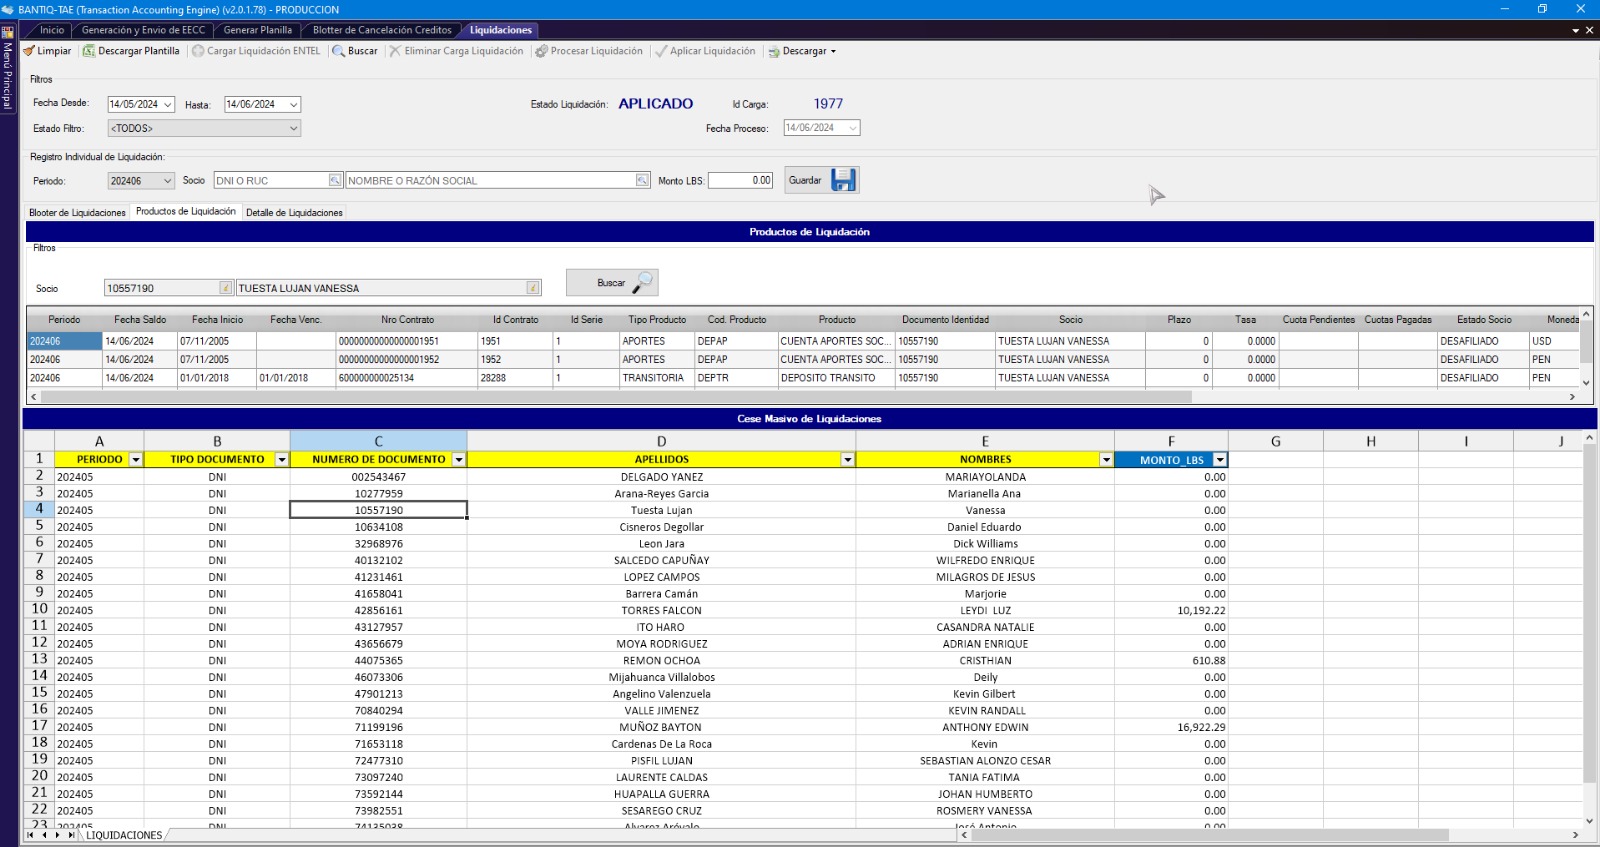 BANTIQ-TAE (Transaction Accounting Engine) (v2.0.1.78) - PRODUCCION
Menú Principal
Inicio Generación y Envio de EECC Generar Planilla Blotter de Cancelación Creditos Liquidaciones
Limpiar Descargar Plantilla Cargar Liquidación ENTEL Buscar Eliminar Carga Liquidación Procesar Liquidación Aplicar Liquidación Descargar
Filtros
Fecha Desde: 14/05/2024 Hasta: 14/06/2024 Estado Liquidación: APLICADO Id Carga: 1977
Estado Filtro: <TODOS> Fecha Proceso: 14/06/2024
Registro Individual de Liquidación:
Periodo: 202406 Socio DNI O RUC NOMBRE O RAZÓN SOCIAL Monto LBS: 0.00 Guardar
Blooter de Liquidaciones Productos de Liquidación Detalle de Liquidaciones
Productos de Liquidación
Filtros
Socio 10557190 TUESTA LUJAN VANESSA Buscar
Periodo Fecha Saldo Fecha Inicio Fecha Venc. Nro Contrato Id Contrato Id Serie Tipo Producto Cod. Producto Producto Documento Identidad Socio Plazo Tasa Cuota Pendientes Cuotas Pagadas Estado Socio Moneda
202406 14/06/2024 07/11/2005 0000000000000001951 1951 1 APORTES DEPAP CUENTA APORTES SOC... 10557190 TUESTA LUJAN VANESSA 0 0.0000 DESAFILIADO USD
202406 14/06/2024 07/11/2005 0000000000000001952 1952 1 APORTES DEPAP CUENTA APORTES SOC... 10557190 TUESTA LUJAN VANESSA 0 0.0000 DESAFILIADO PEN
202406 14/06/2024 01/01/2018 01/01/2018 600000000025134 28288 1 TRANSITORIA DEPTR DEPOSITO TRANSITO 10557190 TUESTA LUJAN VANESSA 0 0.0000 DESAFILIADO PEN
Cese Masivo de Liquidaciones
A B C D E F G H I J
1 PERIODO TIPO DOCUMENTO NUMERO DE DOCUMENTO APELLIDOS NOMBRES MONTO_LBS
2 202405 DNI 002543467 DELGADO YANEZ MARIAYOLANDA 0.00
3 202405 DNI 10277959 Arana-Reyes Garcia Marianella Ana 0.00
4 202405 DNI 10557190 Tuesta Lujan Vanessa 0.00
5 202405 DNI 10634108 Cisneros Degollar Daniel Eduardo 0.00
6 202405 DNI 32968976 Leon Jara Dick Williams 0.00
7 202405 DNI 40132102 SALCEDO CAPUÑAY WILFREDO ENRIQUE 0.00
8 202405 DNI 41231461 LOPEZ CAMPOS MILAGROS DE JESUS 0.00
9 202405 DNI 41658041 Barrera Camán Marjorie 0.00
10 202405 DNI 42856161 TORRES FALCON LEYDI LUZ 10,192.22
11 202405 DNI 43127957 ITO HARO CASANDRA NATALIE 0.00
12 202405 DNI 43656679 MOYA RODRIGUEZ ADRIAN ENRIQUE 0.00
13 202405 DNI 44075365 REMON OCHOA CRISTHIAN 610.88
14 202405 DNI 46073306 Mijahuanca Villalobos Deily 0.00
15 202405 DNI 47901213 Angelino Valenzuela Kevin Gilbert 0.00
16 202405 DNI 70840294 VALLE JIMENEZ KEVIN RANDALL 0.00
17 202405 DNI 71199196 MUÑOZ BAYTON ANTHONY EDWIN 16,922.29
18 202405 DNI 71653118 Cardenas De La Roca Kevin 0.00
19 202405 DNI 72477310 PISFIL LUJAN SEBASTIAN ALONZO CESAR 0.00
20 202405 DNI 73097240 LAURENTE CALDAS TANIA FATIMA 0.00
21 202405 DNI 73592144 HUAPALLA GUERRA JOHAN HUMBERTO 0.00
22 202405 DNI 73982551 SESAREGO CRUZ ROSMERY VANESSA 0.00
23 202405 DNI 74135038 Alvarez Arévalo José Antonio 0.00
LIQUIDACIONES